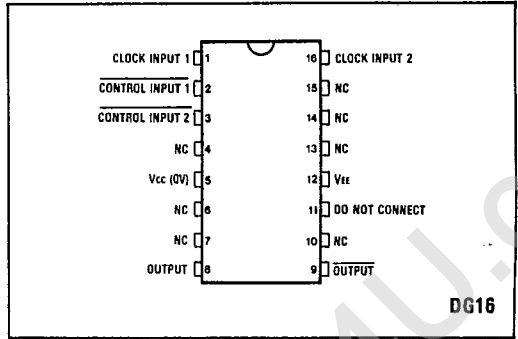 CLOCK INPUT 1 1 16 CLOCK INPUT 2
CONTROL INPUT 1 2 15 NC
CONTROL INPUT 2 3 14 NC
NC 4 13 NC
Vcc (0V) 5 12 VEE
NC 6 11 DO NOT CONNECT
NC 7 10 NC
OUTPUT 8 9 OUTPUT
DG16